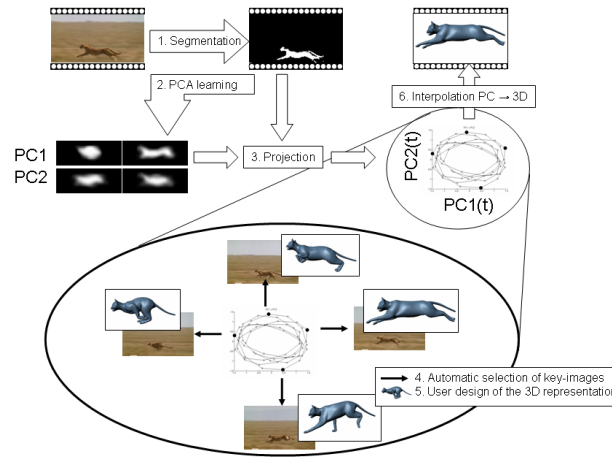 1. Segmentation
2. PCA learning
6. Interpolation PC → 3D
PC1
PC2
3. Projection
PC2(t)
PC1(t)
4. Automatic selection of key-images
5. User design of the 3D representation